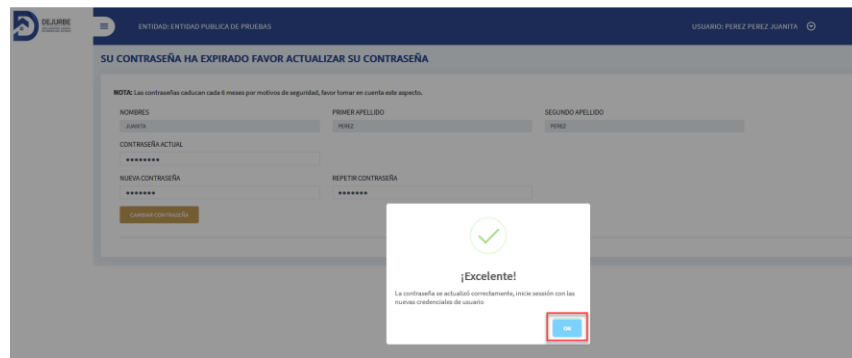 DEJURBE
ENTIDAD: ENTIDAD PUBLICA DE PRUEBAS
USUARIO: PEREZ PEREZ JUANITA
SU CONTRASEÑA HA EXPIRADO FAVOR ACTUALIZAR SU CONTRASEÑA
NOTA: Las contraseñas caducan cada 6 meses por motivos de seguridad, favor tomar en cuenta este aspecto.
NOMBRES
PRIMER APELLIDO
SEGUNDO APELLIDO
JUANITA
PEREZ
PEREZ
CONTRASEÑA ACTUAL
••••••••
NUEVA CONTRASEÑA
REPETIR CONTRASEÑA
•••••••
•••••••
CAMBIAR CONTRASEÑA
¡Excelente!
La contraseña se actualizó correctamente, inicie sessión con las
nuevas credenciales de usuario
OK